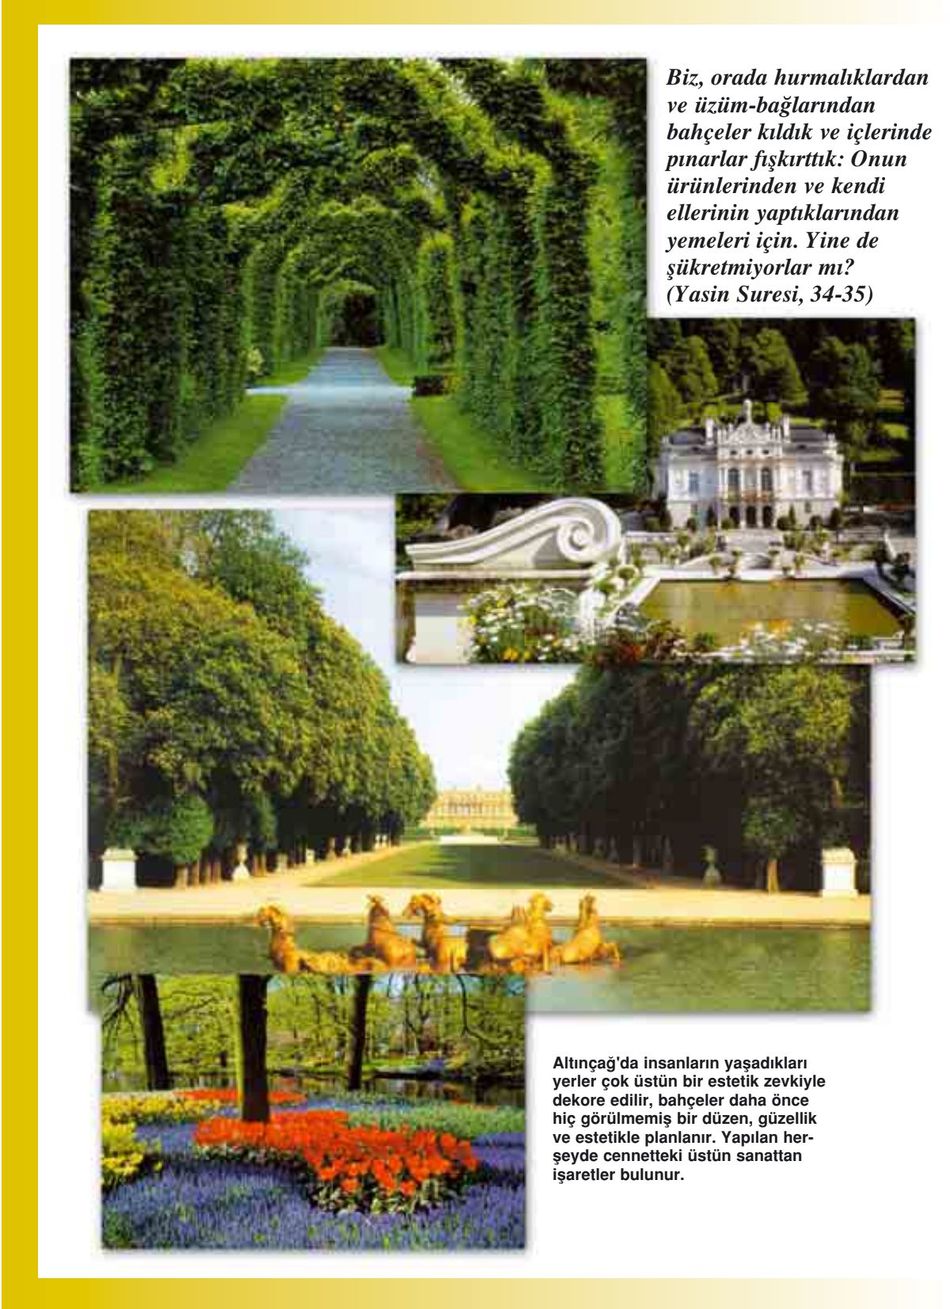 Biz, orada hurmalıklardan
ve üzüm-bağlarından
bahçeler kıldık ve içlerinde
pınarlar fışkırttık: Onun
ürünlerinden ve kendi
ellerinin yaptıklarından
yemeleri için. Yine de
şükretmiyorlar mı?
(Yasin Suresi, 34-35)
Altınçağ'da insanların yaşadıkları
yerler çok üstün bir estetik zevkiyle
dekore edilir, bahçeler daha önce
hiç görülmemiş bir düzen, güzellik
ve estetikle planlanır. Yapılan her-
şeyde cennetteki üstün sanattan
işaretler bulunur.